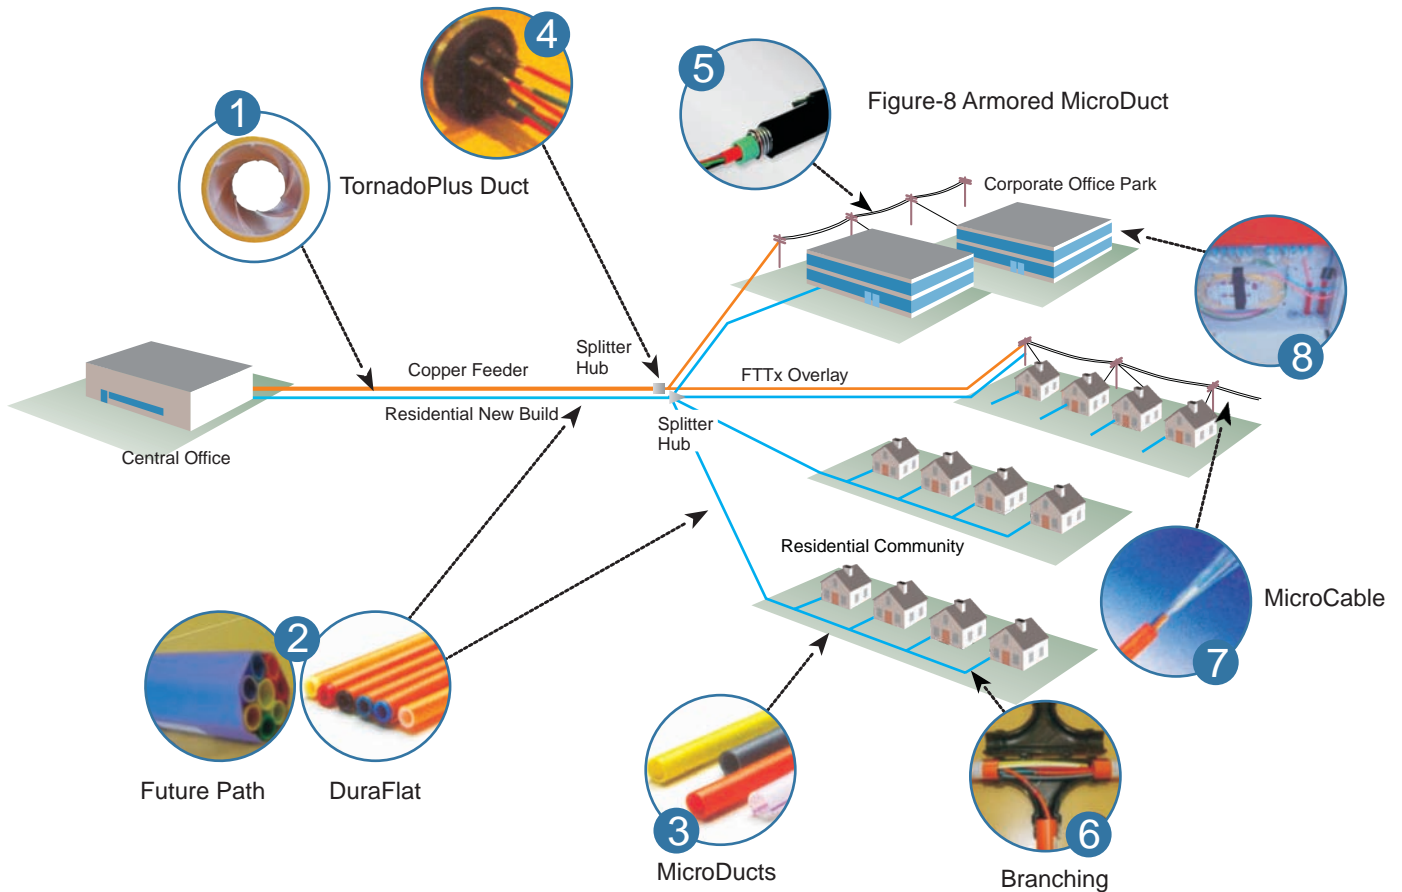 4
5
Figure-8 Armored MicroDuct
1
TornadoPlus Duct
Corporate Office Park
8
Splitter
Hub
Copper Feeder
FTTx Overlay
Residential New Build
Splitter
Hub
Central Office
Residential Community
MicroCable
7
2
Future Path
DuraFlat
3
MicroDucts
6
Branching